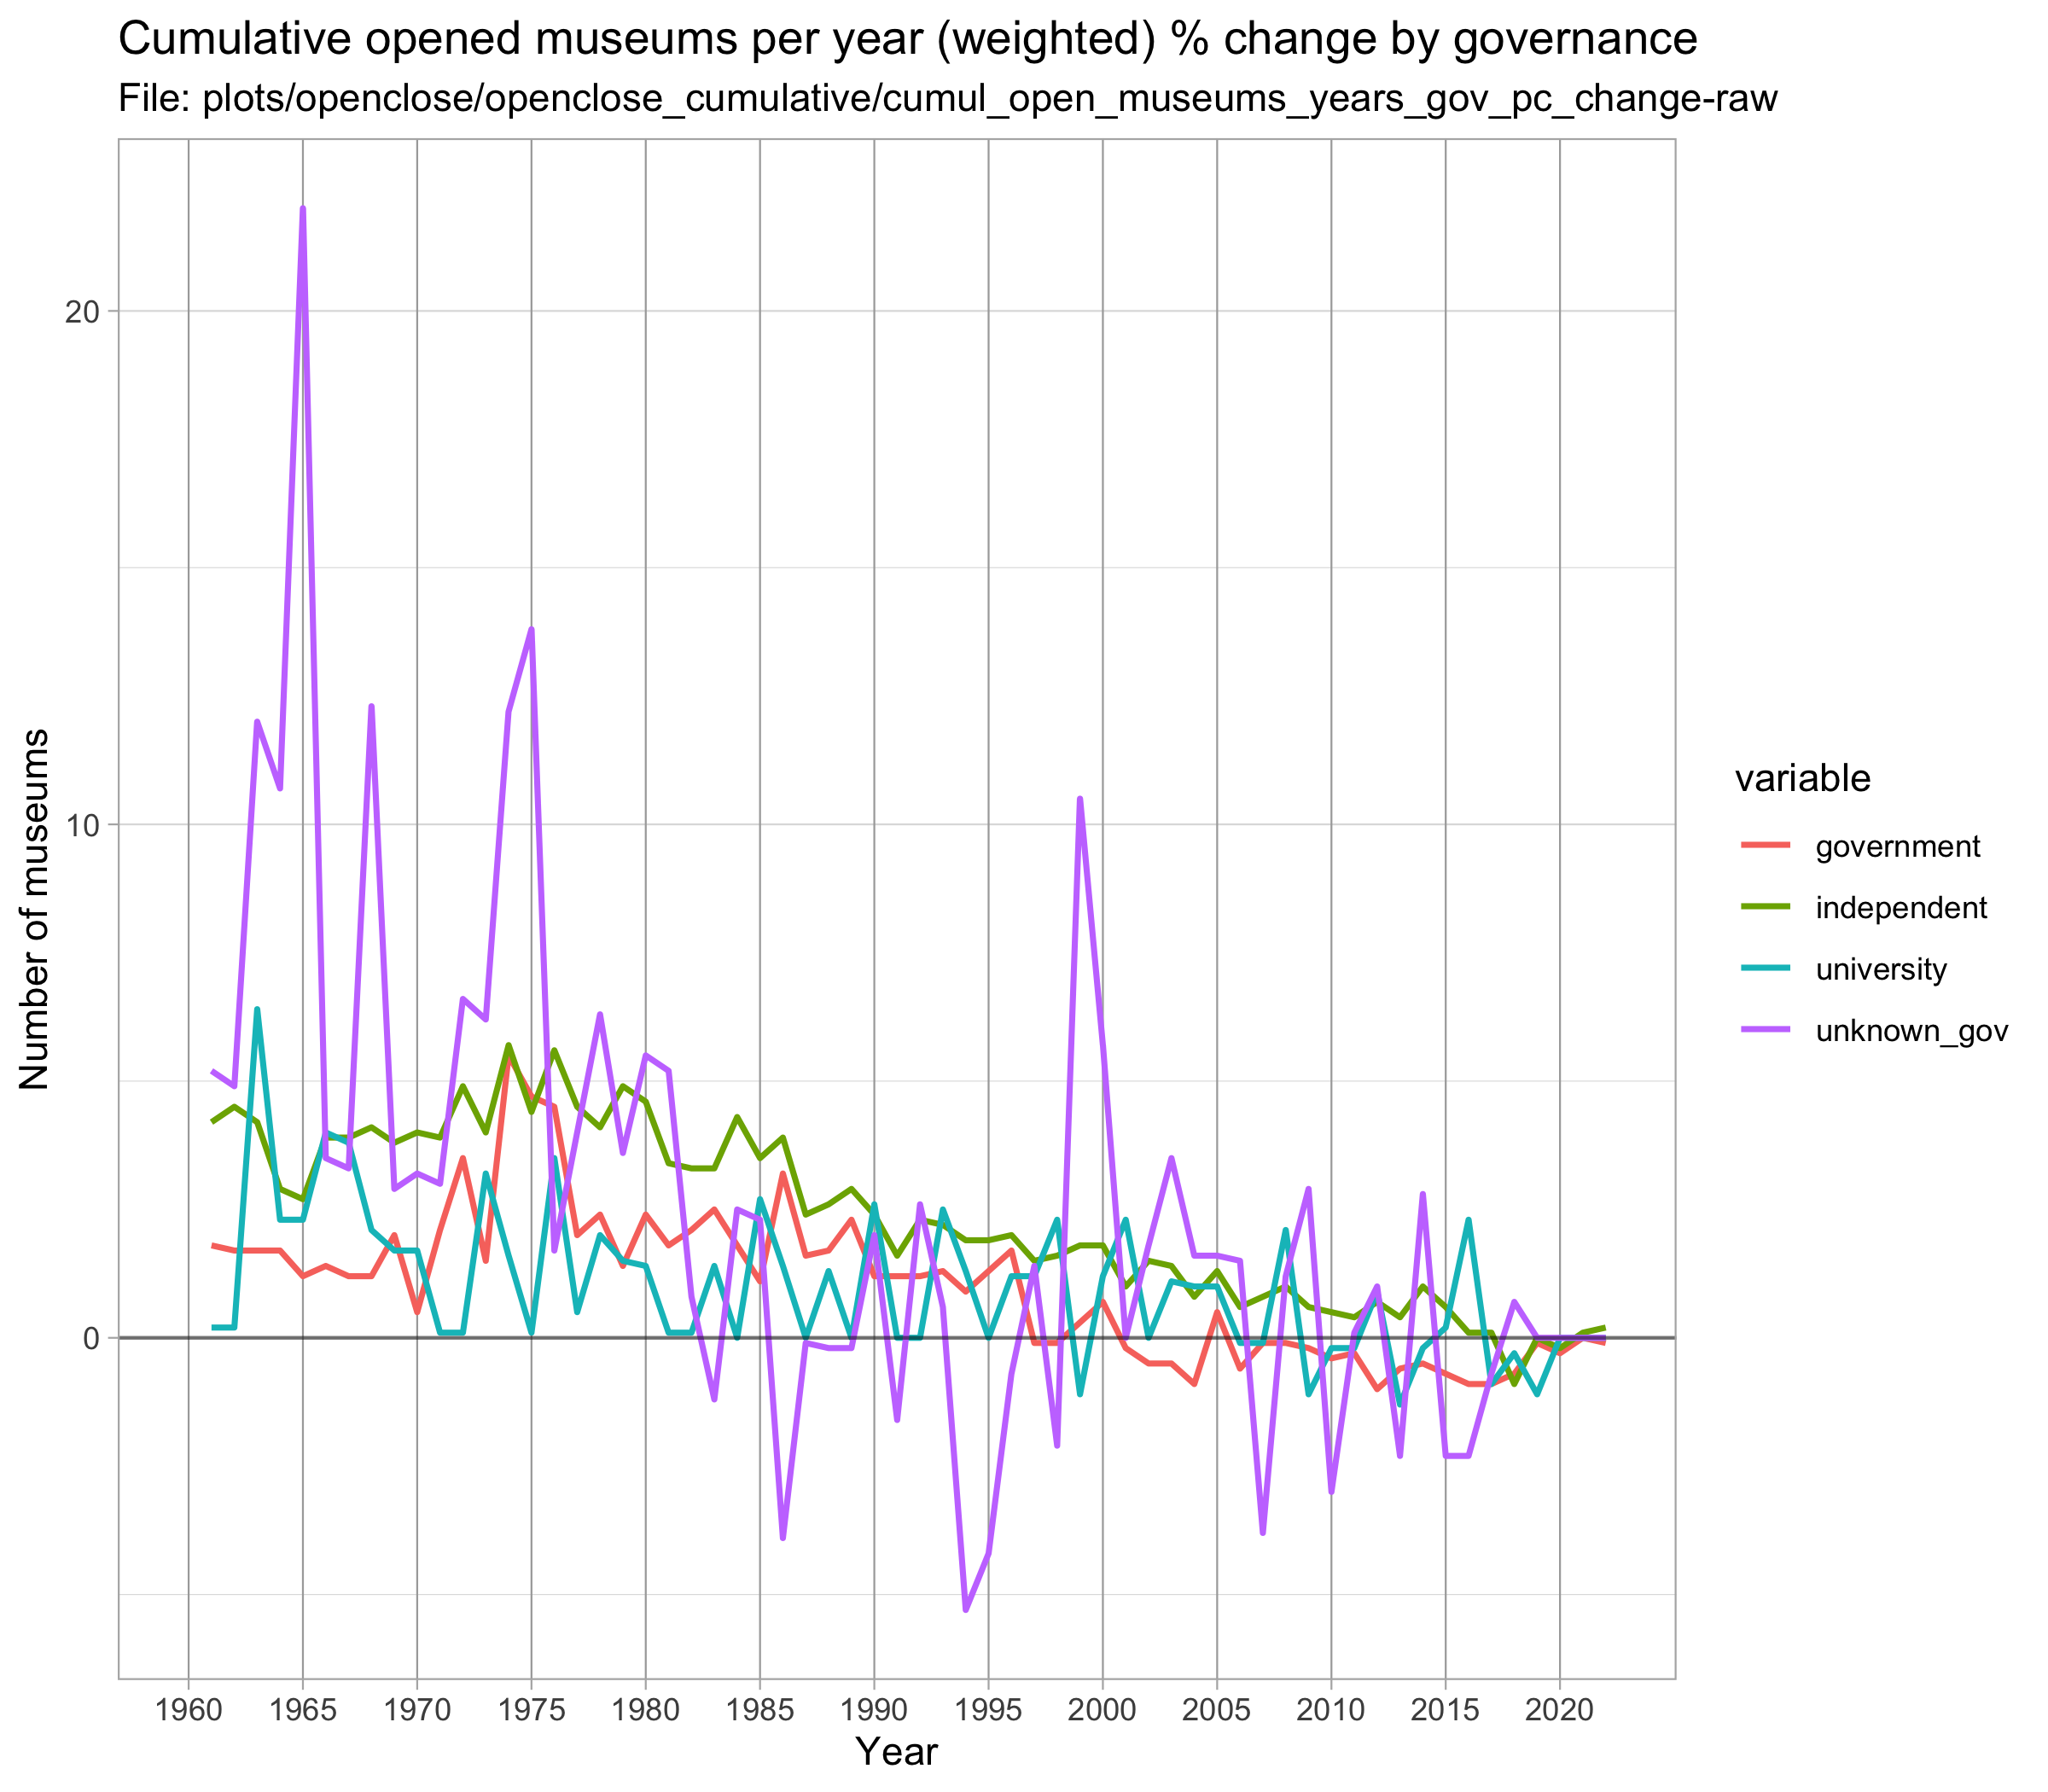 Cumulative opened museums per year (weighted) % change by governance
File: plots/openclose/openclose_cumulative/cumul_open_museums_years_gov_pc_change-raw
20
10
0
Number of museums
1960 1965 1970 1975 1980 1985 1990 1995 2000 2005 2010 2015 2020
Year
variable
government
independent
university
unknown_gov